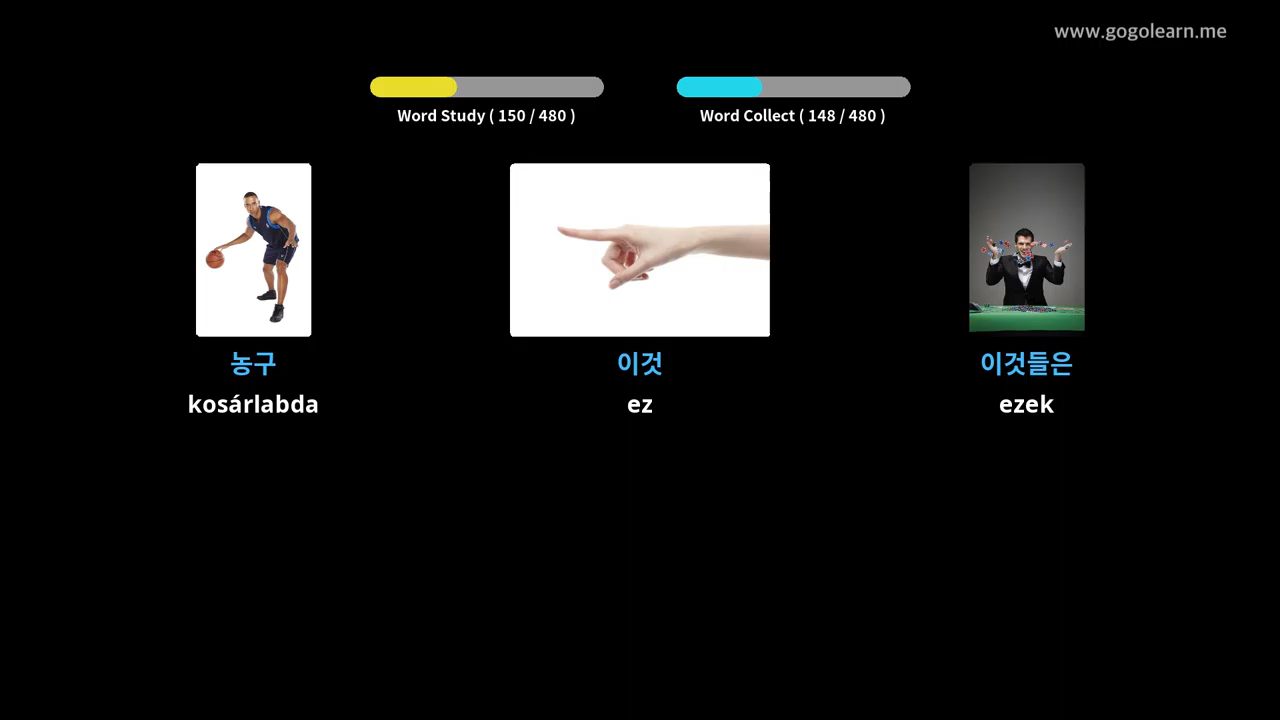 www.gogolearn.me
Word Study ( 150 / 480 )
Word Collect ( 148 / 480 )
농구
kosárlabda
이것
ez
이것들은
ezek